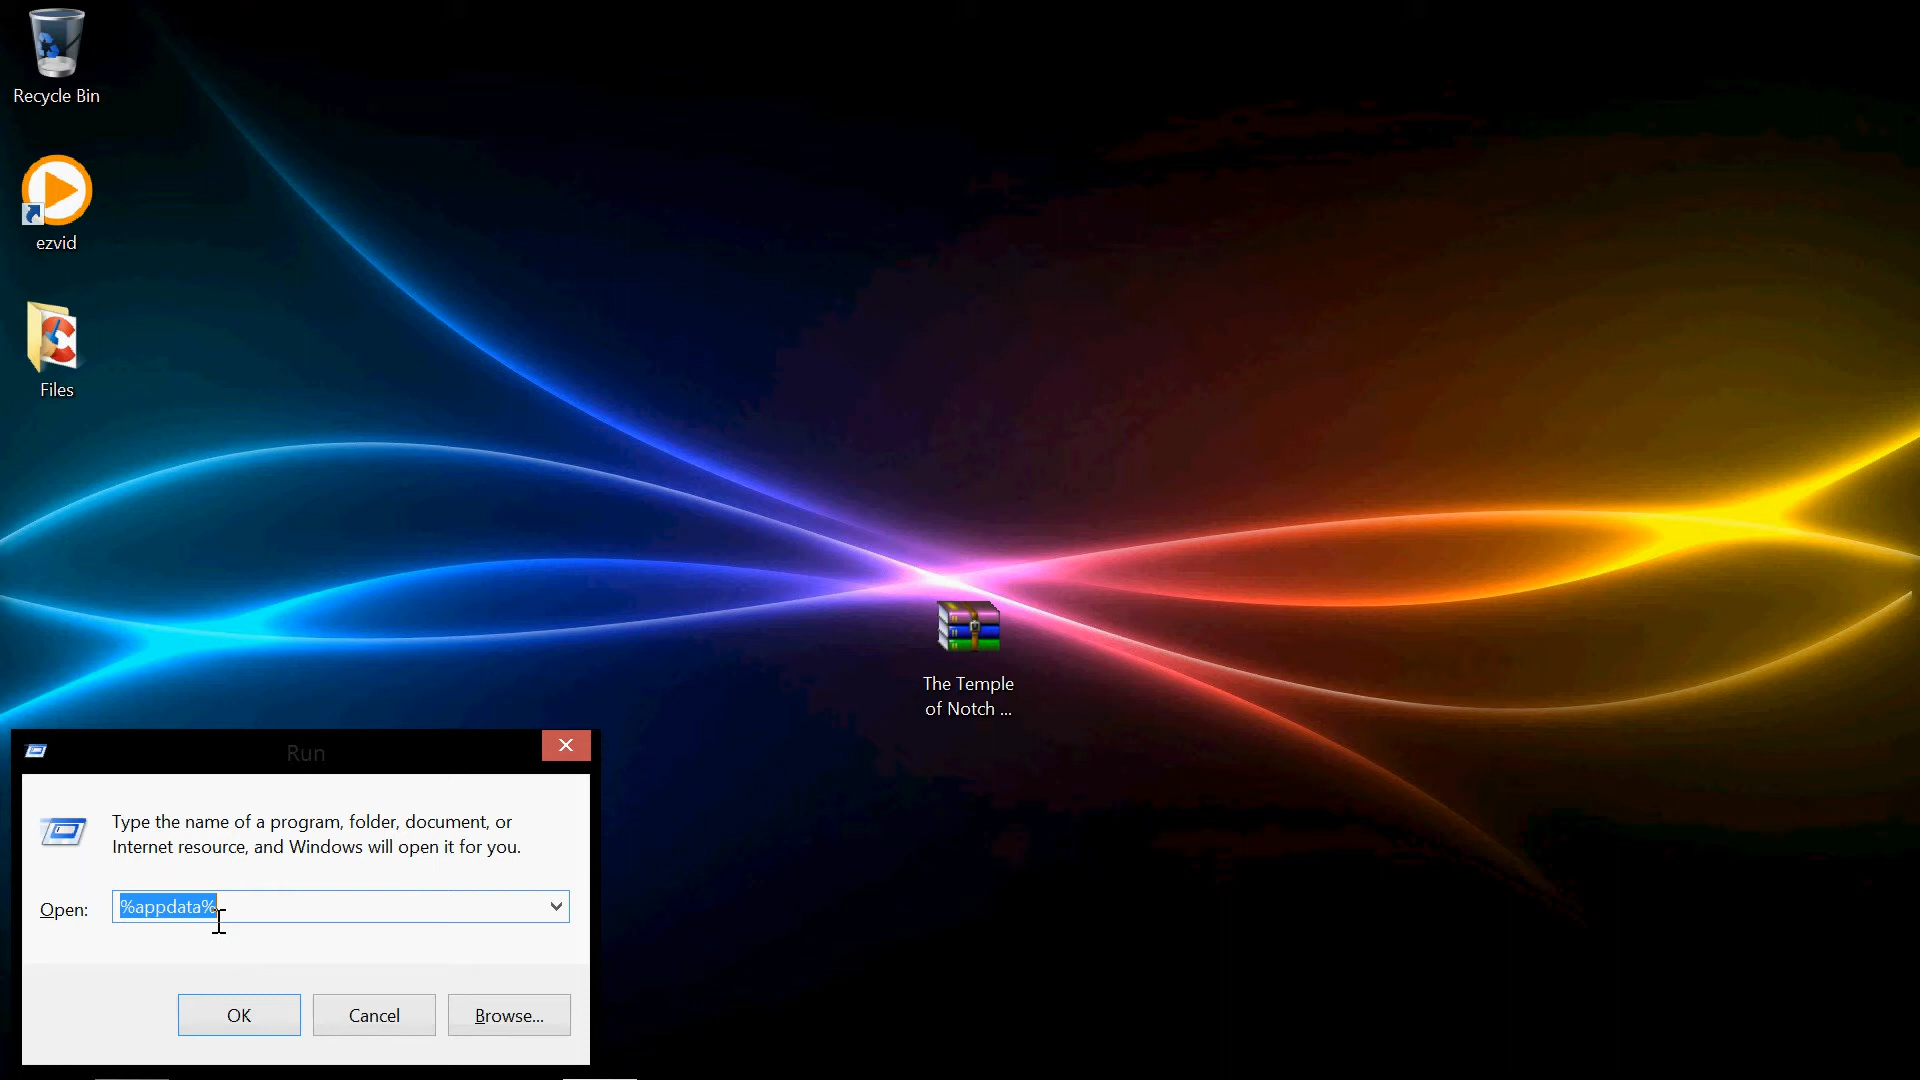 Recycle Bin
ezvid
Files
The Temple
of Notch ...
Run
Type the name of a program, folder, document, or
Internet resource, and Windows will open it for you.
Open:
%appdata%
OK
Cancel
Browse...